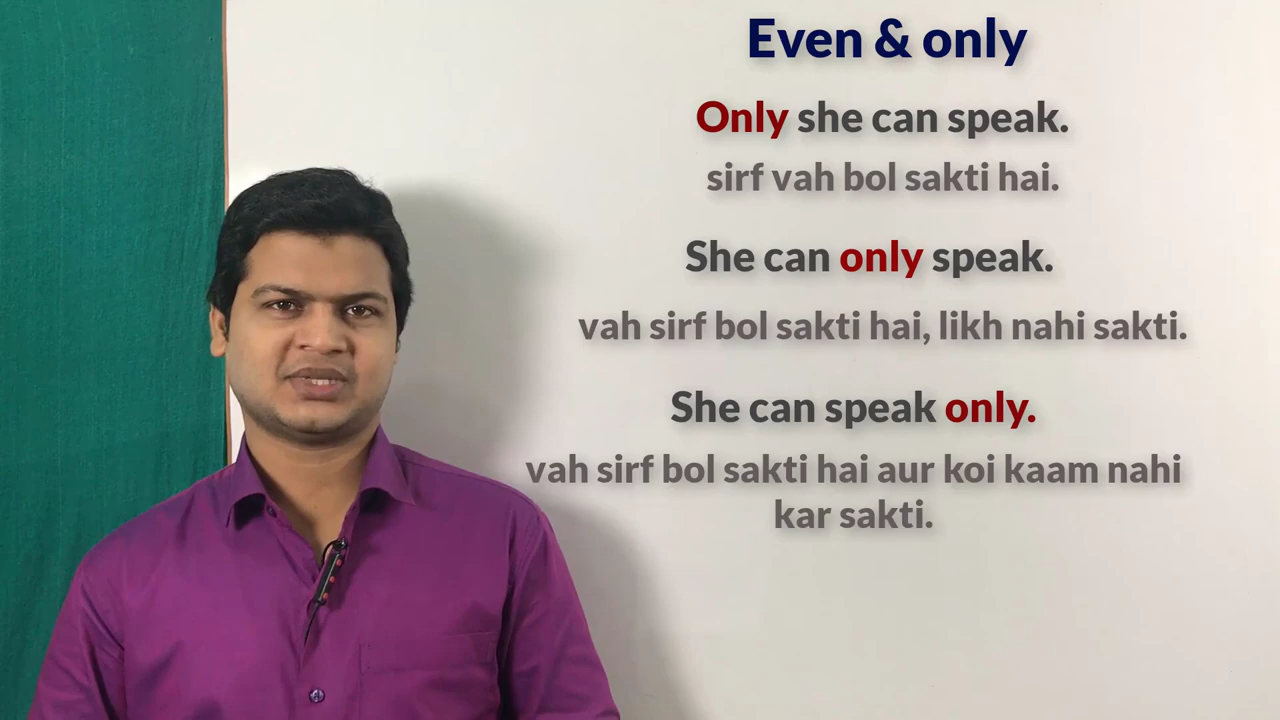 Even & only
Only she can speak.
sirf vah bol sakti hai.
She can only speak.
vah sirf bol sakti hai, likh nahi sakti.
She can speak only.
vah sirf bol sakti hai aur koi kaam nahi
kar sakti.